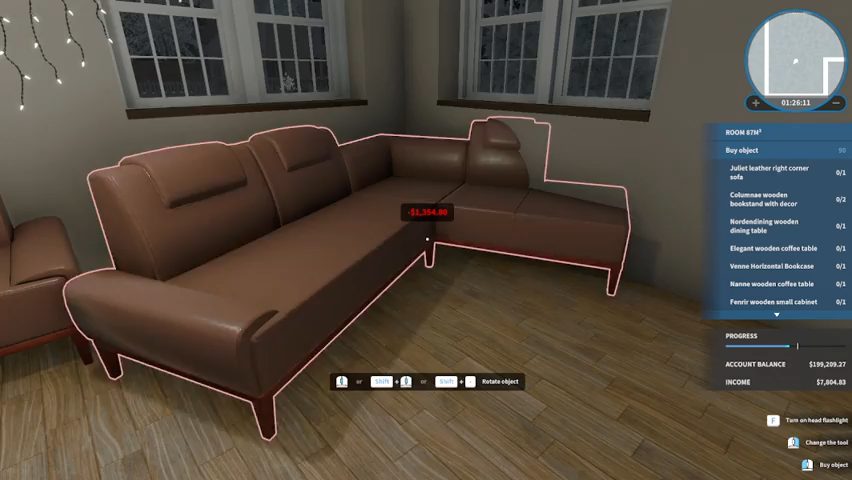 01:26:11
ROOM 87M²
Buy object 90
Juliet leather right corner
sofa 0/1
Columnae wooden
bookstand with decor 0/2
Nordendining wooden
dining table 0/1
Elegant wooden coffee table 0/1
Venne Horizontal Bookcase 0/1
Nanne wooden coffee table 0/1
Fenrir wooden small cabinet 0/1
-$1,354.80
PROGRESS
ACCOUNT BALANCE $199,209.27
INCOME $7,804.83
or Shift + or Shift + - Rotate object
F Turn on head flashlight
Change the tool
Buy object